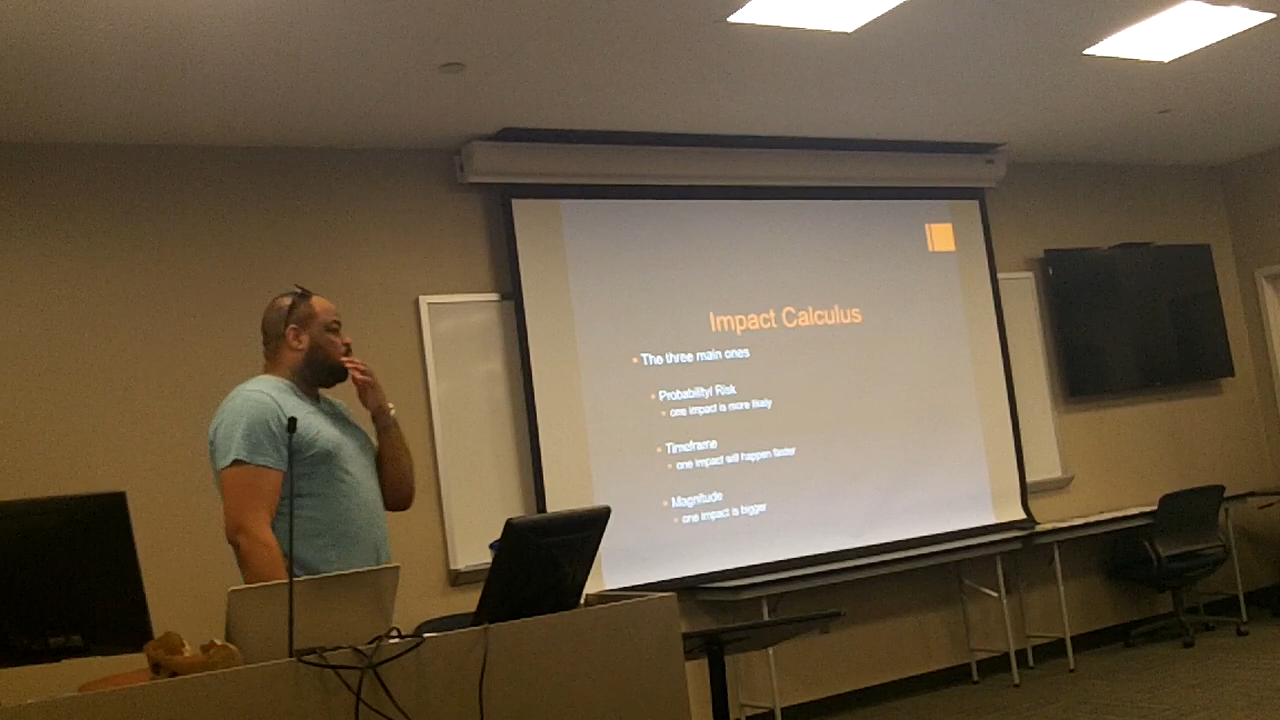 Impact Calculus
The three main ones
Probability/ Risk
one impact is more likely
Timeframe
one impact will happen faster
Magnitude
one impact is bigger